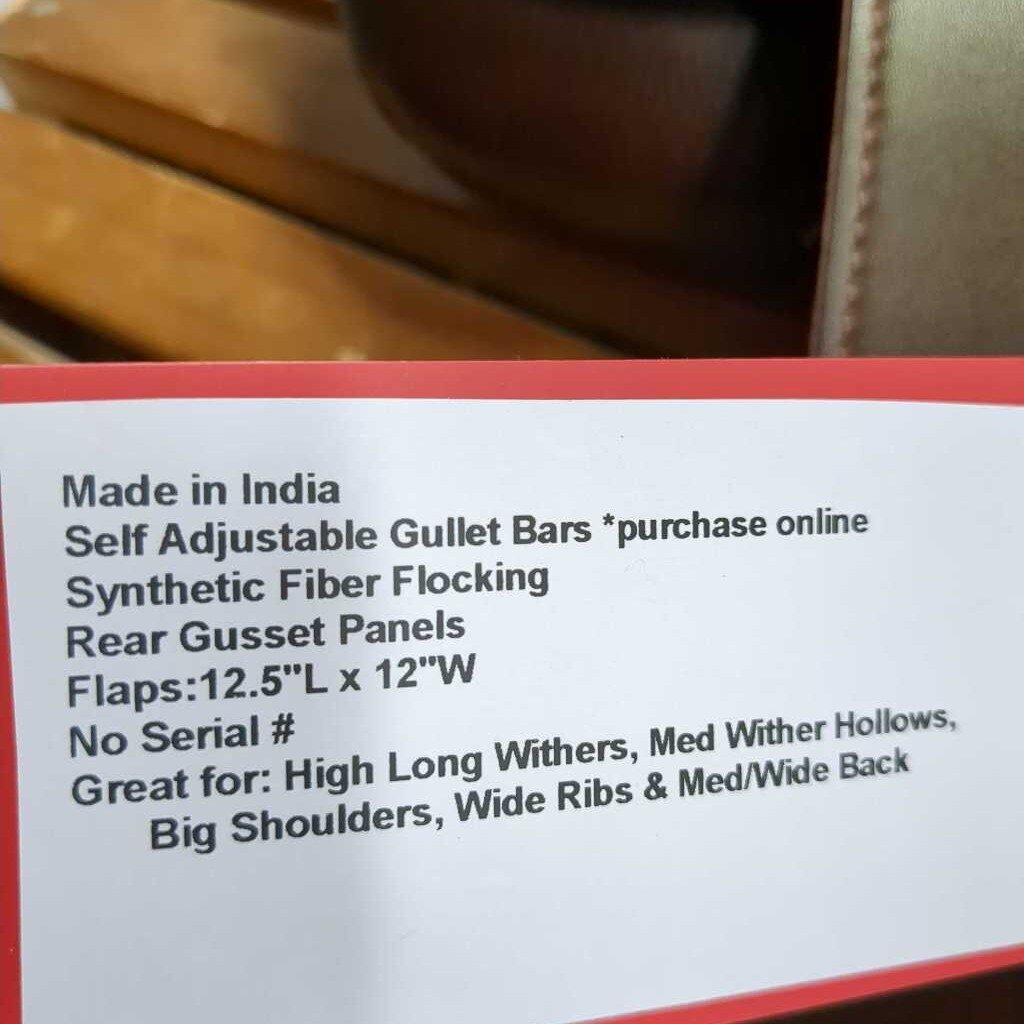 Made in India
Self Adjustable Gullet Bars *purchase online
Synthetic Fiber Flocking
Rear Gusset Panels
Flaps:12.5"L x 12"W
No Serial #
Great for: High Long Withers, Med Wither Hollows,
Big Shoulders, Wide Ribs & Med/Wide Back